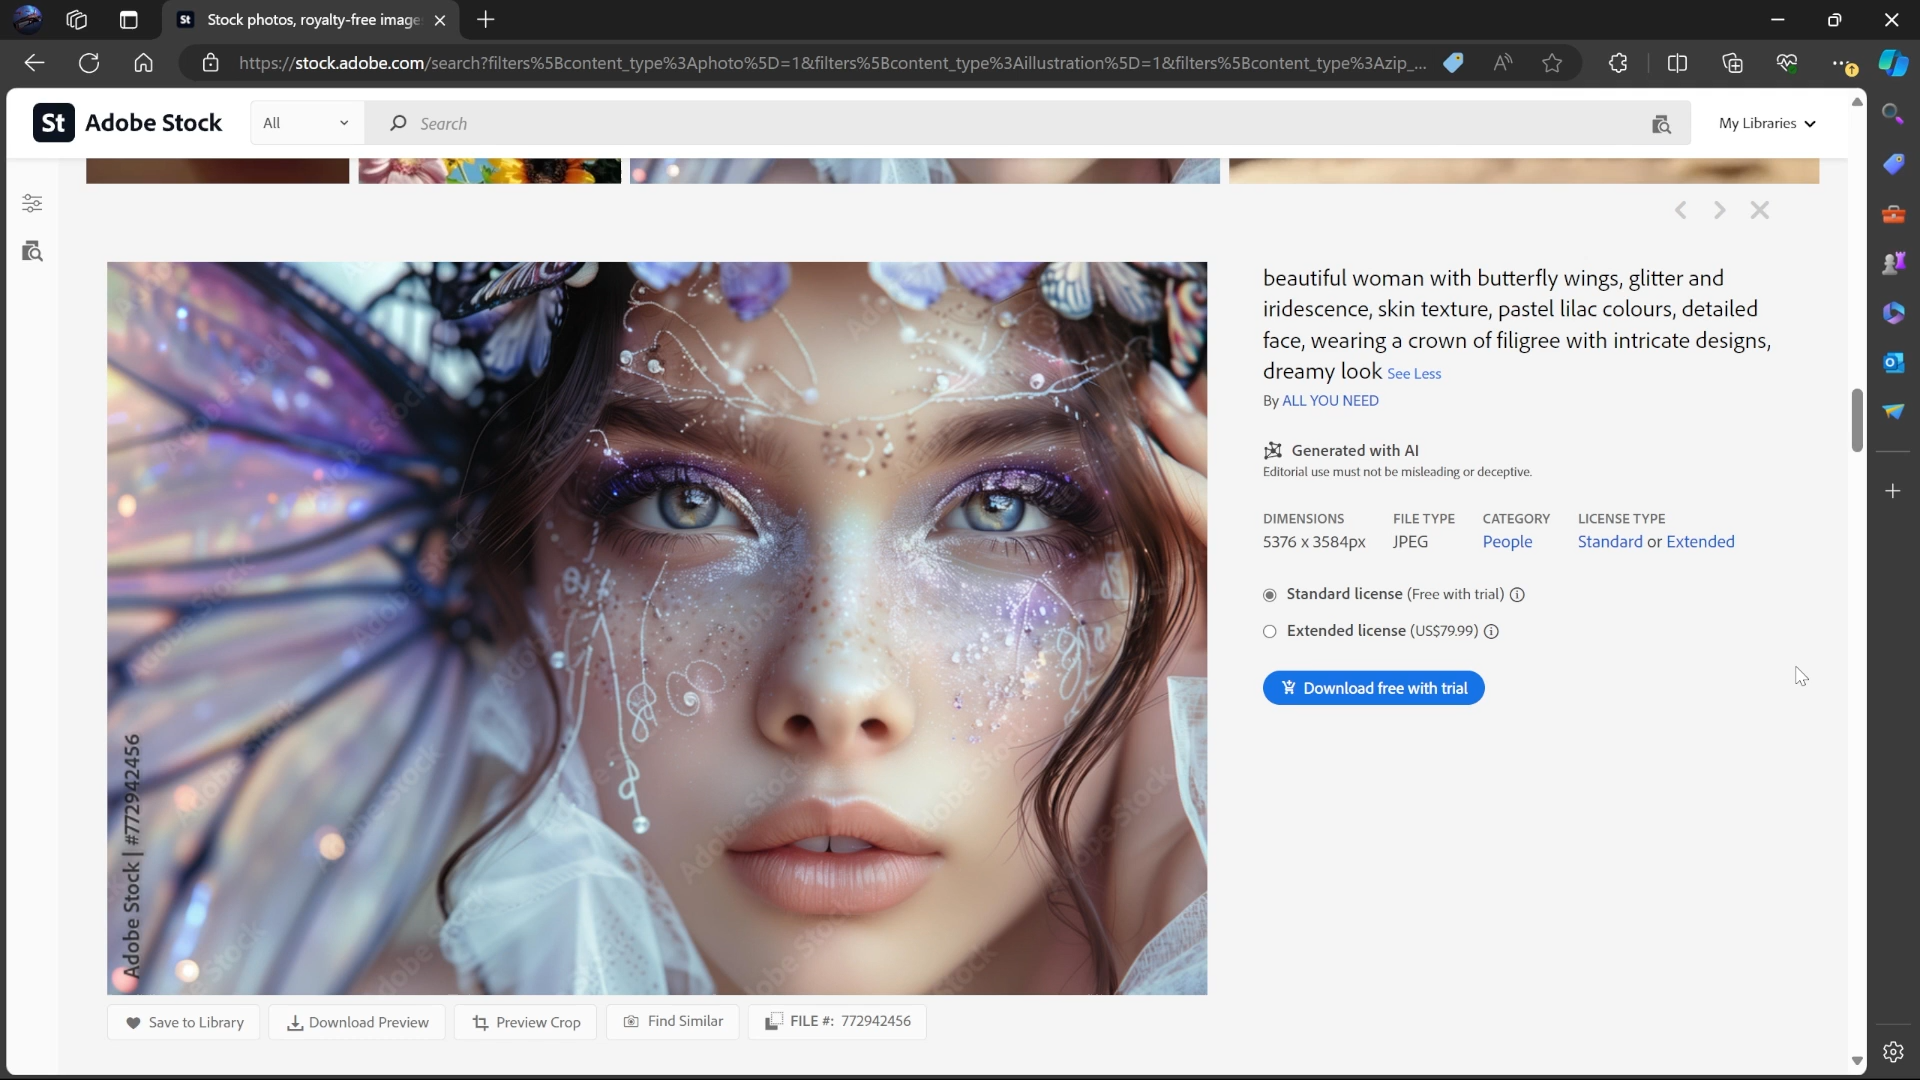 St Stock photos, royalty-free image
https://stock.adobe.com/search?filters%5Bcontent_type%3Aphoto%5D=1&filters%5Bcontent_type%3Aillustration%5D=1&filters%5Bcontent_type%3Azip_...
St Adobe Stock
All
Search
My Libraries
beautiful woman with butterfly wings, glitter and
iridescence, skin texture, pastel lilac colours, detailed
face, wearing a crown of filigree with intricate designs,
dreamy look See Less
By ALL YOU NEED
Generated with AI
Editorial use must not be misleading or deceptive.
DIMENSIONS FILE TYPE CATEGORY LICENSE TYPE
5376 x 3584px JPEG People Standard or Extended
Standard license (Free with trial)
Extended license (US$79.99)
Download free with trial
Adobe Stock | #772942456
Save to Library
Download Preview
Preview Crop
Find Similar
FILE #: 772942456